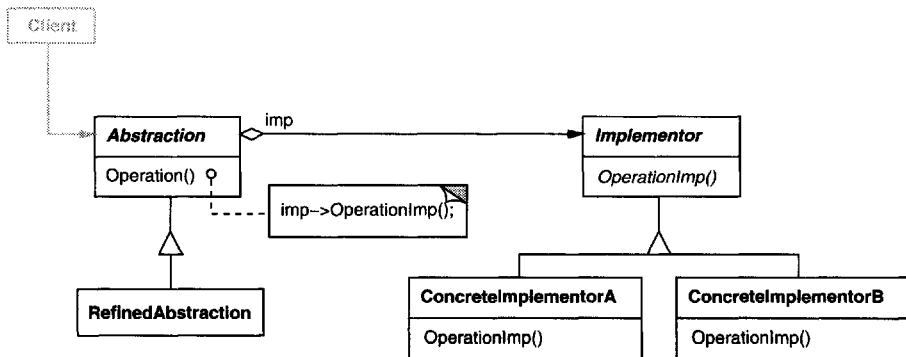 Client
imp
Abstraction
Implementor
Operation()
OperationImp()
imp->OperationImp();
RefinedAbstraction
ConcreteImplementorA
ConcreteImplementorB
OperationImp()
OperationImp()